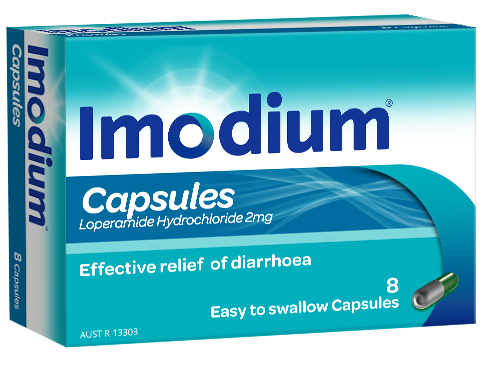 Imodium®
Capsules
Loperamide Hydrochloride 2mg
Effective relief of diarrhoea
8
Easy to swallow Capsules
AUST R 13303
Imodium®
Capsules
8 Capsules